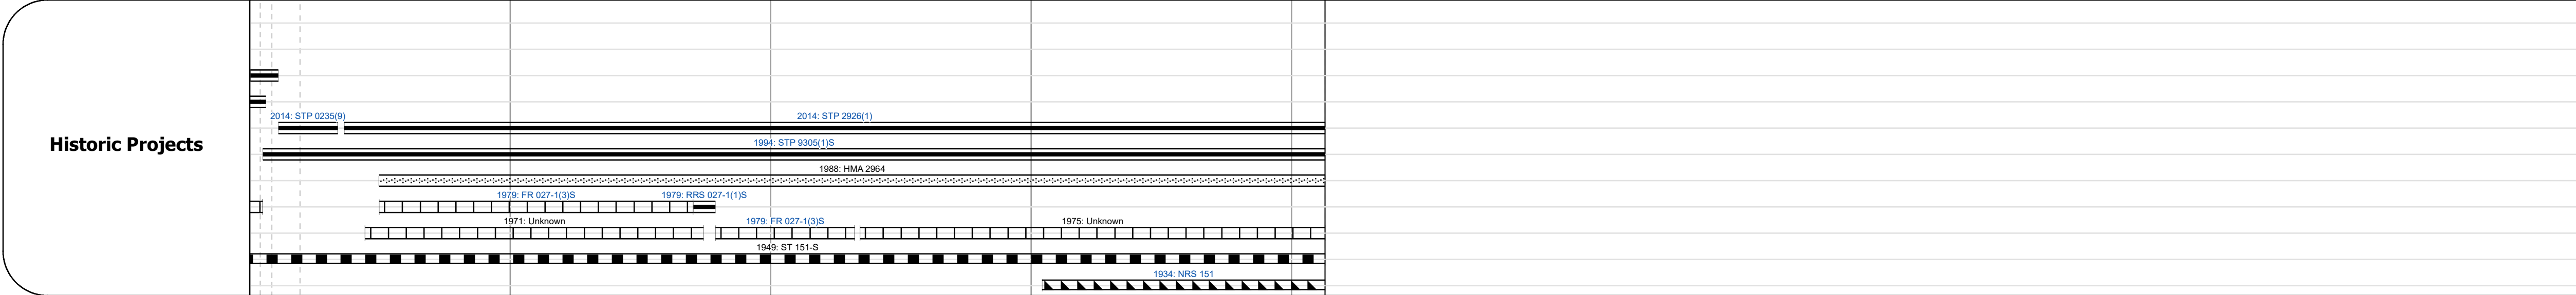 Historic Projects
2014: STP 0235(9)
2014: STP 2926(1)
1994: STP 9305(1)S
1988: HMA 2964
1979: FR 027-1(3)S
1979: RRS 027-1(1)S
1971: Unknown
1979: FR 027-1(3)S
1975: Unknown
1949: ST 151-S
1934: NRS 151